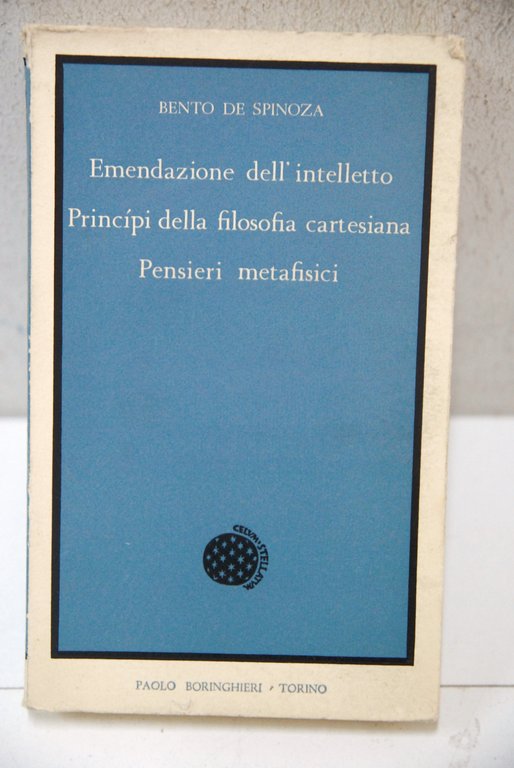 BENTO DE SPINOZA
Emendazione dell'intelletto
Princípi della filosofia cartesiana
Pensieri metafisici
CELVM·STELLATVM
PAOLO BORINGHIERI · TORINO